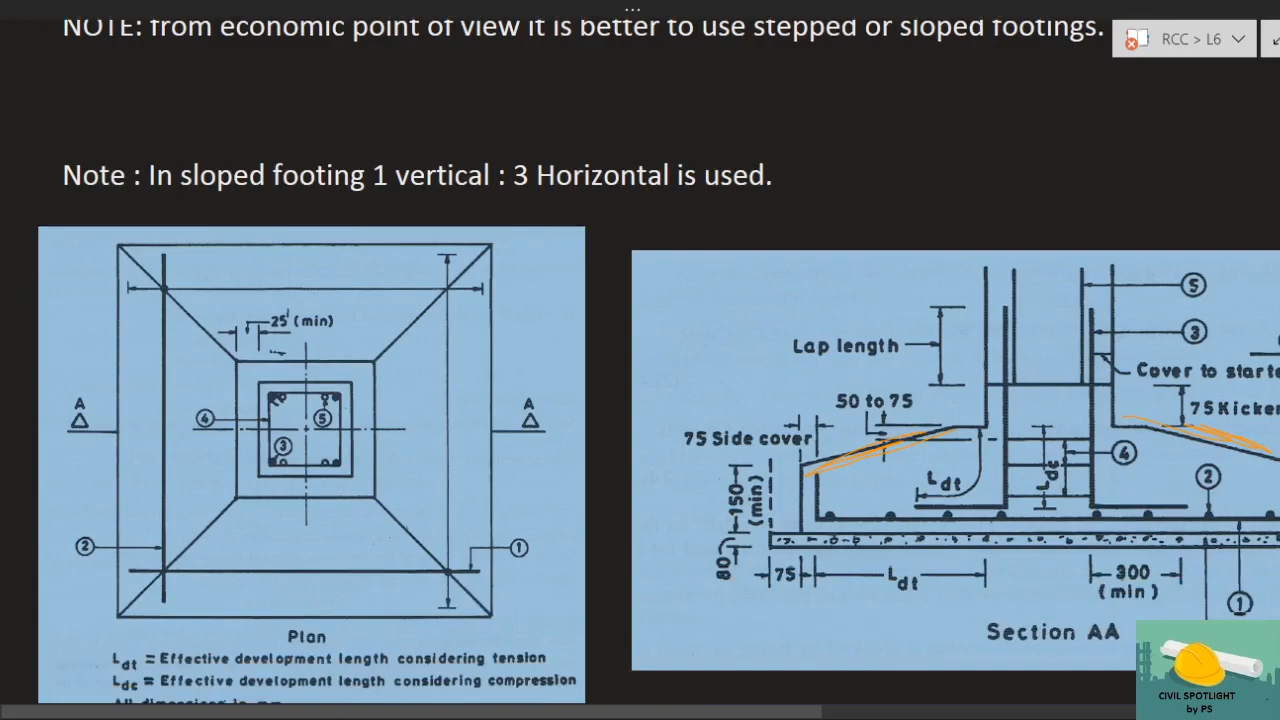 NOTE: from economic point of view it is better to use stepped or sloped footings.
RCC > L6
Note : In sloped footing 1 vertical : 3 Horizontal is used.
25 (min)
A
A
4
5
3
2
1
Plan
Ldt = Effective development length considering tension
Ldc = Effective development length considering compression
All dimensions in mm
5
Lap length
3
Cover to starte
50 to 75
75 Kicker
75 Side cover
4
Ldt
Ldc
2
150
(min)
80
75
Ldt
300
(min)
1
Section AA
CIVIL SPOTLIGHT
by PS